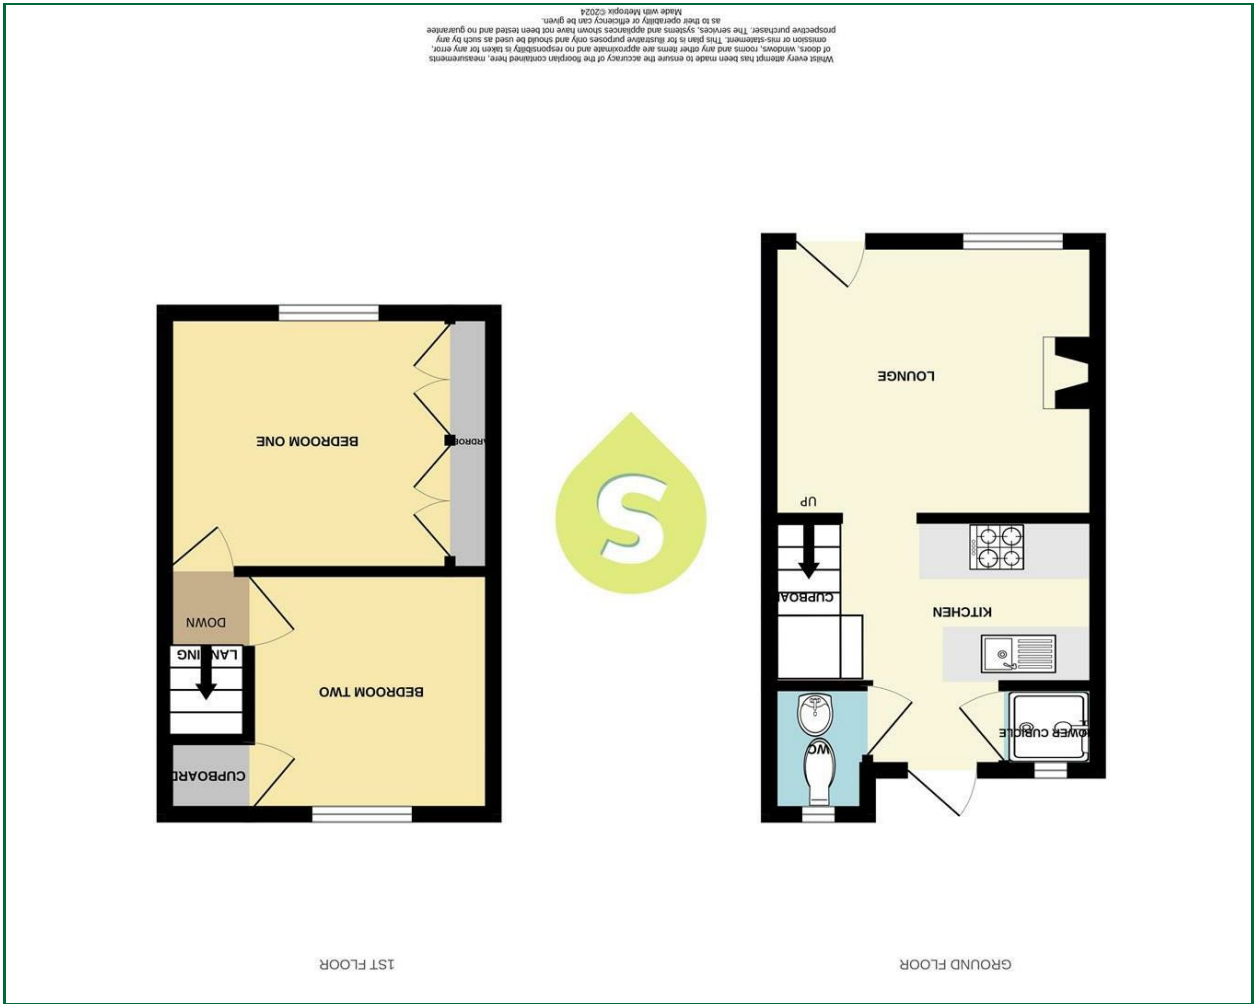 GROUND FLOOR
1ST FLOOR
WC
HOWER CUBICLE
KITCHEN
CUPBOA
UP
LOUNGE
CUPBOARD
BEDROOM TWO
LANDING
DOWN
BEDROOM ONE
S
Whilst every attempt has been made to ensure the accuracy of the floorplan contained here, measurements
of doors, windows, rooms and any other items are approximate and no responsibility is taken for any error,
omission or mis-statement. This plan is for illustrative purposes only and should be used as such by any
prospective purchaser. The services, systems and appliances shown have not been tested and no guarantee
as to their operability or efficiency can be given.
Made with Metropix ©2024